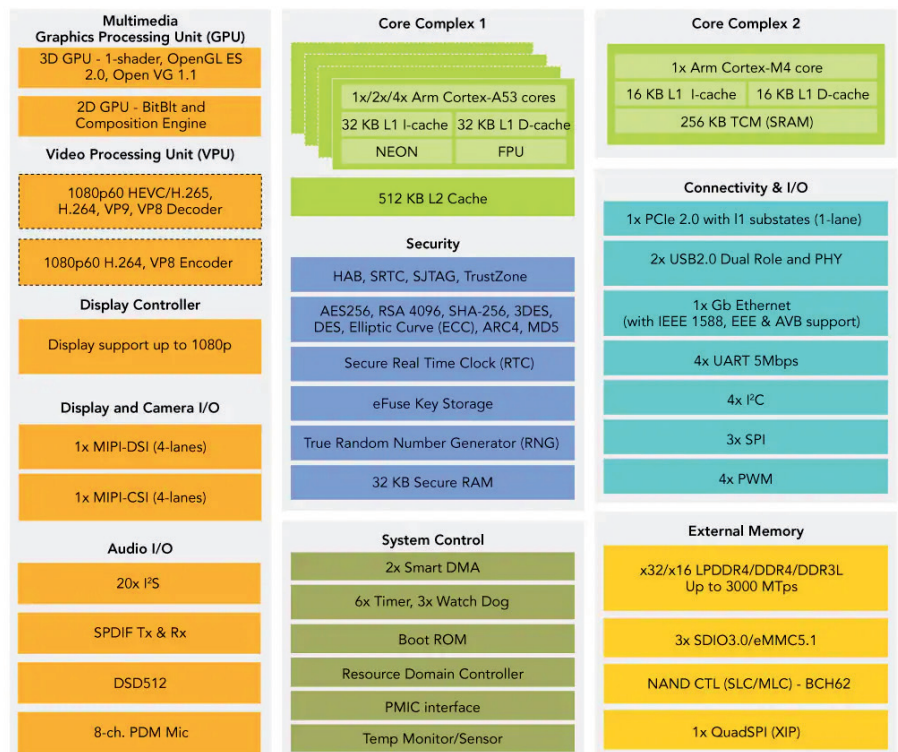 Multimedia
Graphics Processing Unit (GPU)
3D GPU - 1-shader, OpenGL ES
2.0, Open VG 1.1
2D GPU - BitBlt and
Composition Engine
Video Processing Unit (VPU)
1080p60 HEVC/H.265,
H.264, VP9, VP8 Decoder
1080p60 H.264, VP8 Encoder
Display Controller
Display support up to 1080p
Display and Camera I/O
1x MIPI-DSI (4-lanes)
1x MIPI-CSI (4-lanes)
Audio I/O
20x I²S
SPDIF Tx & Rx
DSD512
8-ch. PDM Mic
Core Complex 1
1x/2x/4x Arm Cortex-A53 cores
32 KB L1 I-cache
32 KB L1 D-cache
NEON
FPU
512 KB L2 Cache
Security
HAB, SRTC, SJTAG, TrustZone
AES256, RSA 4096, SHA-256, 3DES,
DES, Elliptic Curve (ECC), ARC4, MD5
Secure Real Time Clock (RTC)
eFuse Key Storage
True Random Number Generator (RNG)
32 KB Secure RAM
System Control
2x Smart DMA
6x Timer, 3x Watch Dog
Boot ROM
Resource Domain Controller
PMIC interface
Temp Monitor/Sensor
Core Complex 2
1x Arm Cortex-M4 core
16 KB L1 I-cache
16 KB L1 D-cache
256 KB TCM (SRAM)
Connectivity & I/O
1x PCIe 2.0 with l1 substates (1-lane)
2x USB2.0 Dual Role and PHY
1x Gb Ethernet
(with IEEE 1588, EEE & AVB support)
4x UART 5Mbps
4x I²C
3x SPI
4x PWM
External Memory
x32/x16 LPDDR4/DDR4/DDR3L
Up to 3000 MTps
3x SDIO3.0/eMMC5.1
NAND CTL (SLC/MLC) - BCH62
1x QuadSPI (XIP)